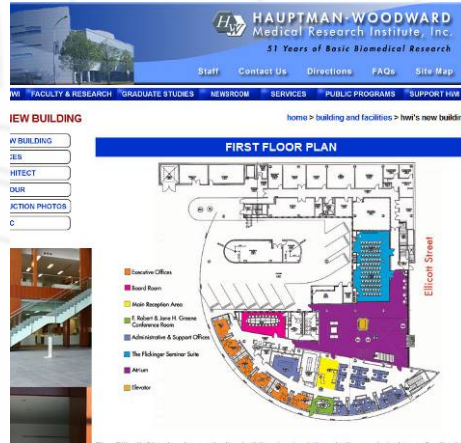 HAUPTMAN·WOODWARD
Medical Research Institute, Inc.
51 Years of Basic Biomedical Research
Staff Contact Us Directions FAQs Site Map
HWI FACULTY & RESEARCH GRADUATE STUDIES NEWSROOM SERVICES PUBLIC PROGRAMS SUPPORT HWI
NEW BUILDING
home > building and facilities > hwi's new buildin
W BUILDING
CES
HITECT
OUR
UCTION PHOTOS
C
FIRST FLOOR PLAN
Ellicott Street
Executive Offices
Board Room
Main Reception Area
F. Robert & Jane H. Greene
Conference Room
Administrative & Support Offices
The Flickinger Seminar Suite
Atrium
Elevator